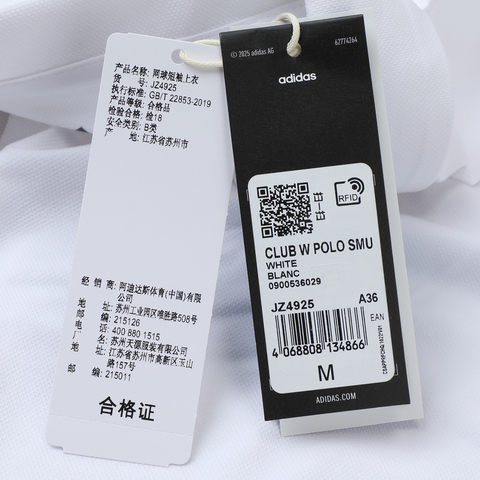 产品名称: 网球短袖上衣
货 号: JZ4925
执行标准: GB/T 22853-2019
产品等级: 合格品
检验合格: 检18
安全类别: B类
产 地: 江苏省苏州市
经 销 商: 阿迪达斯体育(中国)有限公司
地 址: 苏州工业园区唯胜路508号
邮 编: 215126
电 话: 400 880 1515
厂 名: 苏州天源服装有限公司
地 址: 江苏省苏州市高新区玉山路157号
邮 编: 215011
合格证
© 2025 adidas AG
62774264
adidas
RFID
CLUB W POLO SMU
WHITE
BLANC
0900536029
JZ4925 A36
EAN
4 068808 134866
M
ADIDAS.COM